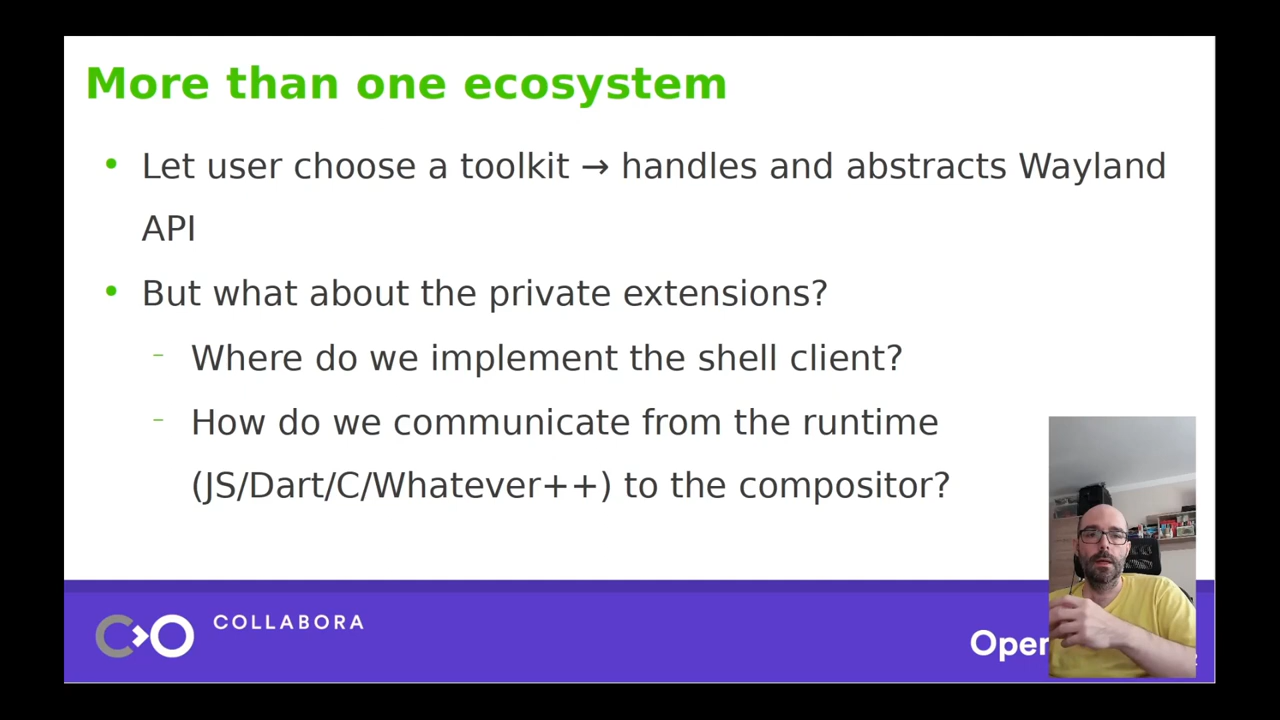 More than one ecosystem
• Let user choose a toolkit → handles and abstracts Wayland
API
• But what about the private extensions?
– Where do we implement the shell client?
– How do we communicate from the runtime
(JS/Dart/C/Whatever++) to the compositor?
COLLABORA
Open